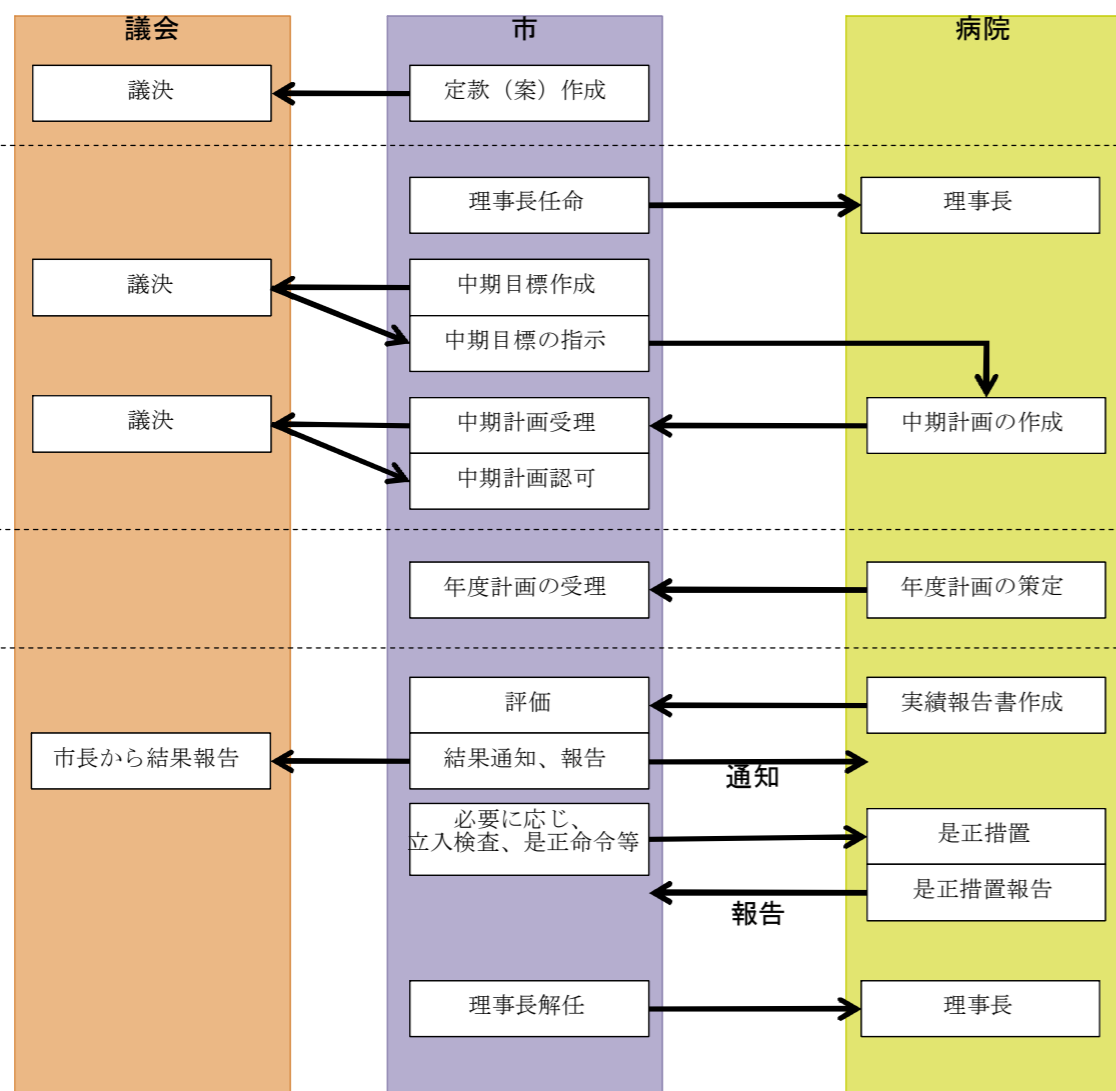 議会
市
病院
議決
定款（案）作成
理事長任命
理事長
議決
中期目標作成
中期目標の指示
議決
中期計画受理
中期計画の作成
中期計画認可
年度計画の受理
年度計画の策定
評価
実績報告書作成
市長から結果報告
結果通知、報告
通知
必要に応じ、
立入検査、是正命令等
是正措置
是正措置報告
報告
理事長解任
理事長